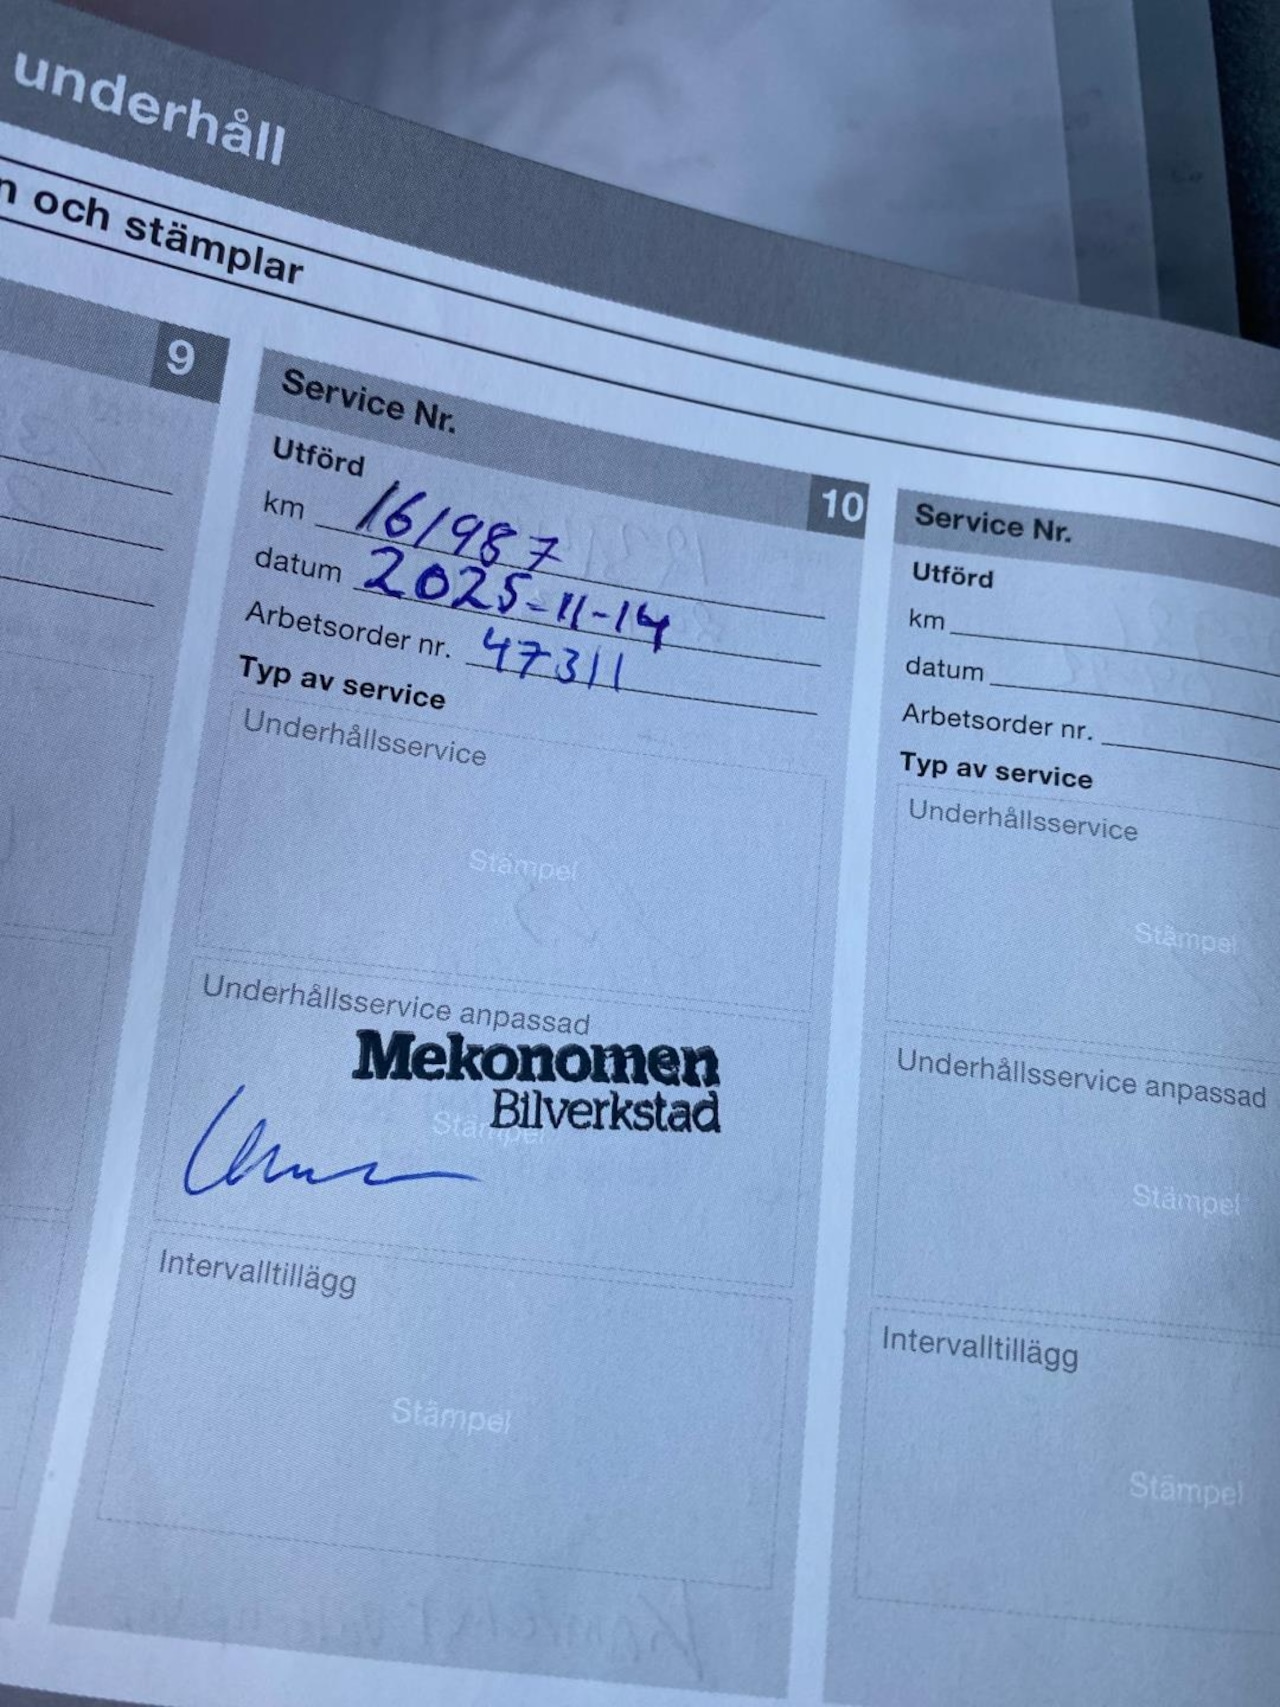 underhåll
n och stämplar
9
Service Nr.
10
Utförd
km 161987
datum 2025-11-14
Arbetsorder nr. 47311
Typ av service
Underhållsservice
Stämpel
Underhållsservice anpassad
Mekonomen
Bilverkstad
Stämpel
Intervalltillägg
Stämpel
Service Nr.
Utförd
km
datum
Arbetsorder nr.
Typ av service
Underhållsservice
Stämpel
Underhållsservice anpassad
Stämpel
Intervalltillägg
Stämpel